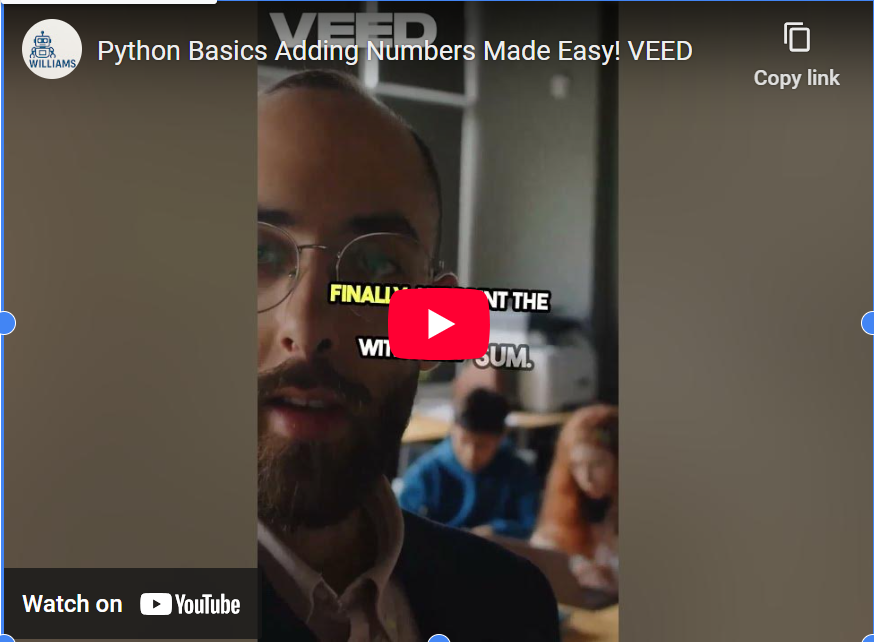 VEED
WILLIAMS
Python Basics Adding Numbers Made Easy! VEED
Copy link
FINALLY THE
SUM.
Watch on YouTube